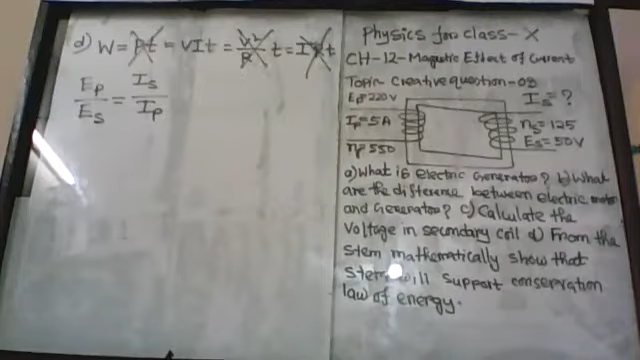 d) W = Pt = VIt = V²/R t = I²Rt
Ep/Es = Is/Ip
Physics for class-X
CH-12-Magnetic Effect of Current
Topic-Creative question-08
Ep=220V
Is=?
Ip=5A
ns=125
Es=50V
np=550
a) What is electric Generator? b) What
are the difference between electric motor
and Generator? c) Calculate the
Voltage in secondary coil d) From the
stem mathematically show that
stem will support conservation
law of energy.